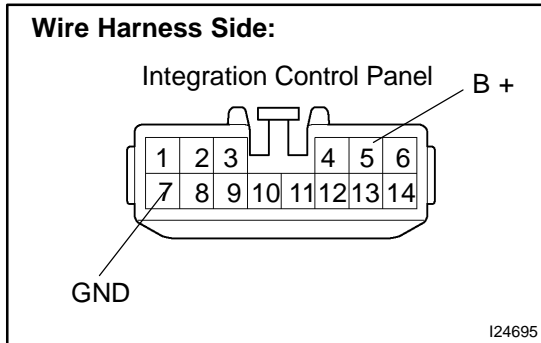 Wire Harness Side:
Integration Control Panel
B +
1 2 3 4 5 6
7 8 9 10 11 12 13 14
GND
I24695